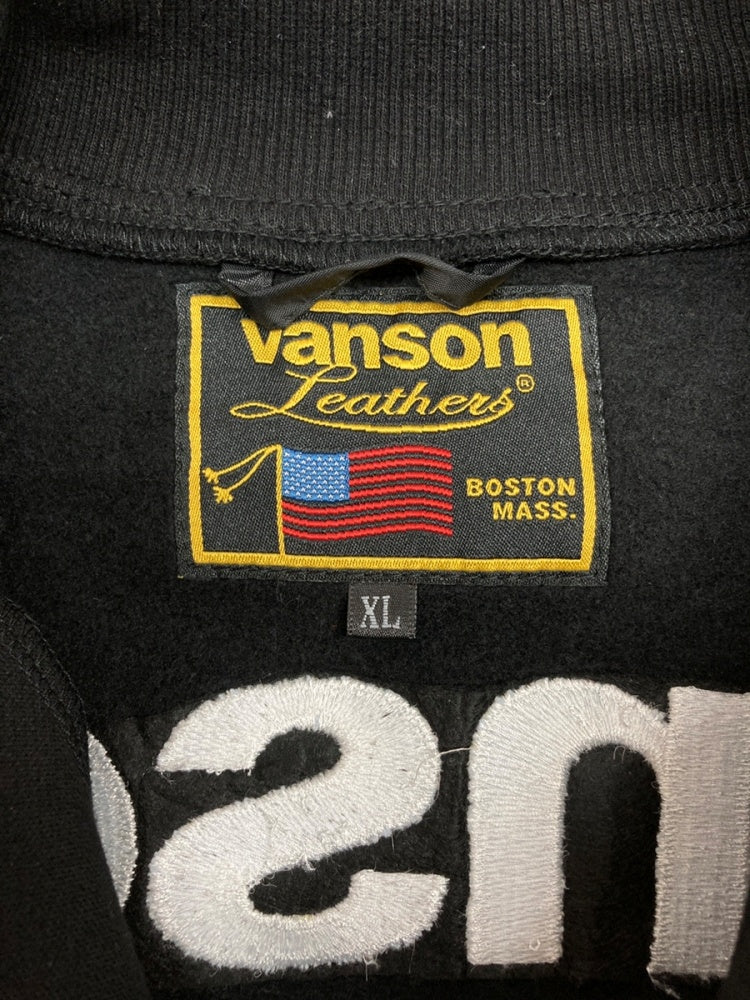 vanson
Leathers®
BOSTON
MASS.
XL